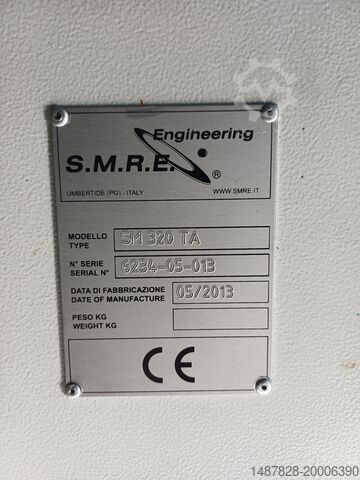 Engineering
S.M.R.E.
®
UMBERTIDE (PG) - ITALY WWW.SMRE.IT
MODELLO
TYPE
SM 320 TA
N° SERIE
SERIAL N°
6234-05-013
DATA DI FABBRICAZIONE
DATE OF MANUFACTURE
05/2013
PESO KG
WEIGHT KG
CE
1487828-20006390